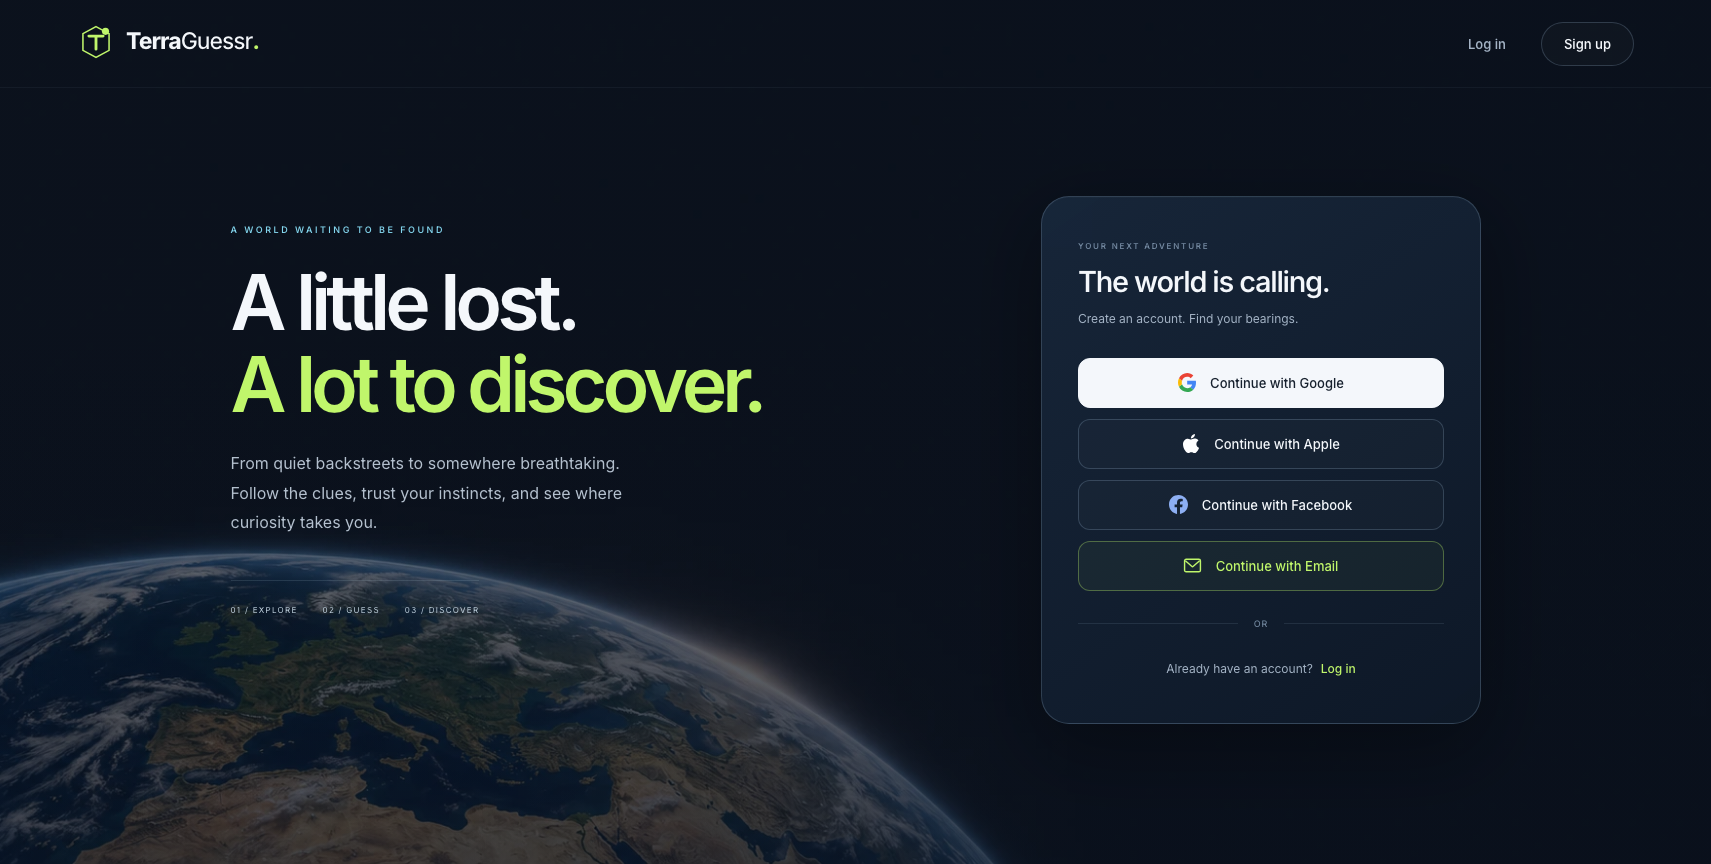 TerraGuessr.
Log in
Sign up
A WORLD WAITING TO BE FOUND
A little lost.
A lot to discover.
From quiet backstreets to somewhere breathtaking.
Follow the clues, trust your instincts, and see where
curiosity takes you.
01 / EXPLORE
02 / GUESS
03 / DISCOVER
YOUR NEXT ADVENTURE
The world is calling.
Create an account. Find your bearings.
Continue with Google
Continue with Apple
Continue with Facebook
Continue with Email
OR
Already have an account? Log in